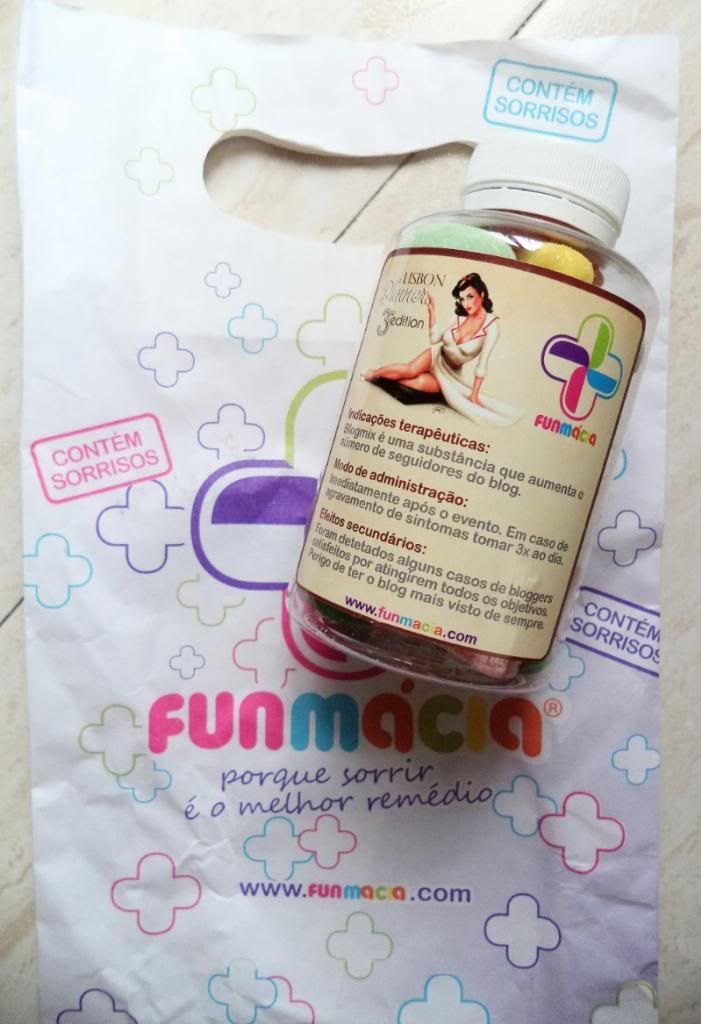 CONTÉM
SORRISOS
LISBON
3rd edition
FUNMÁCIA
Indicações terapêuticas:
Blogmix é uma substância que aumenta o
número de seguidores do blog.
Modo de administração:
Imediatamente após o evento. Em caso de
agravamento de sintomas tomar 3x ao dia.
Efeitos secundários:
Foram detetados alguns casos de bloggers
satisfeitos por atingirem todos os objetivos.
Perigo de ter o blog mais visto de sempre.
www.funmacia.com
CONTÉM
SORRISOS
CONTÉM
SORRISOS
FUNMÁCIA®
porque sorrir
é o melhor remédio
www.FUNMACIA.com